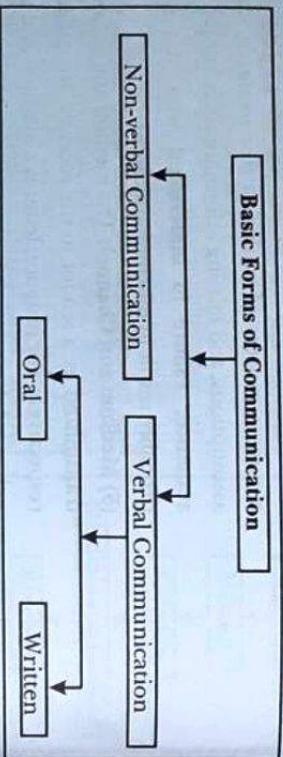 Basic Forms of Communication
Non-verbal Communication
Verbal Communication
Oral
Written